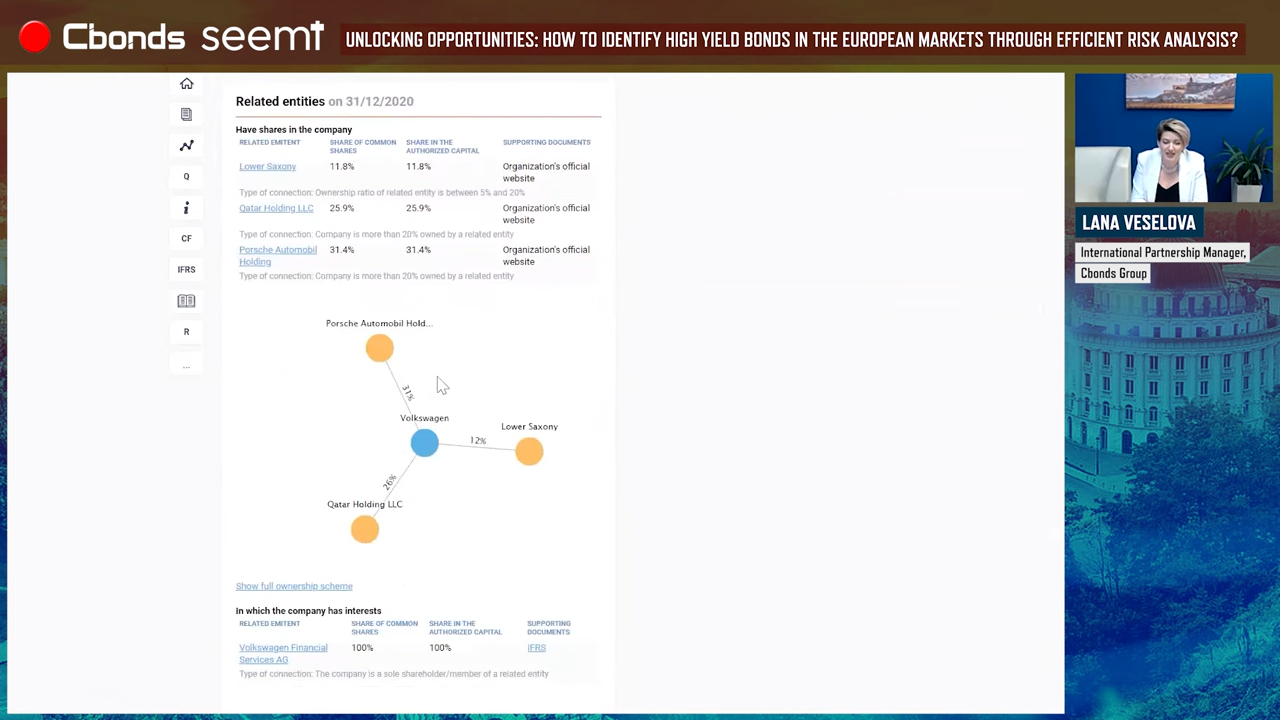 Cbonds seemt
UNLOCKING OPPORTUNITIES: HOW TO IDENTIFY HIGH YIELD BONDS IN THE EUROPEAN MARKETS THROUGH EFFICIENT RISK ANALYSIS?
Related entities on 31/12/2020
Have shares in the company
RELATED EMITENT SHARE OF COMMON SHARES SHARE IN THE AUTHORIZED CAPITAL SUPPORTING DOCUMENTS
Lower Saxony 11.8% 11.8% Organization's official website
Type of connection: Ownership ratio of related entity is between 5% and 20%
Qatar Holding LLC 25.9% 25.9% Organization's official website
Type of connection: Company is more than 20% owned by a related entity
Porsche Automobil Holding 31.4% 31.4% Organization's official website
Type of connection: Company is more than 20% owned by a related entity
Q
i
CF
IFRS
R
...
Porsche Automobil Hold...
31%
Volkswagen
Lower Saxony
12%
26%
Qatar Holding LLC
Show full ownership scheme
In which the company has interests
RELATED EMITENT SHARE OF COMMON SHARES SHARE IN THE AUTHORIZED CAPITAL SUPPORTING DOCUMENTS
Volkswagen Financial Services AG 100% 100% IFRS
Type of connection: The company is a sole shareholder/member of a related entity
LANA VESELOVA
International Partnership Manager,
Cbonds Group